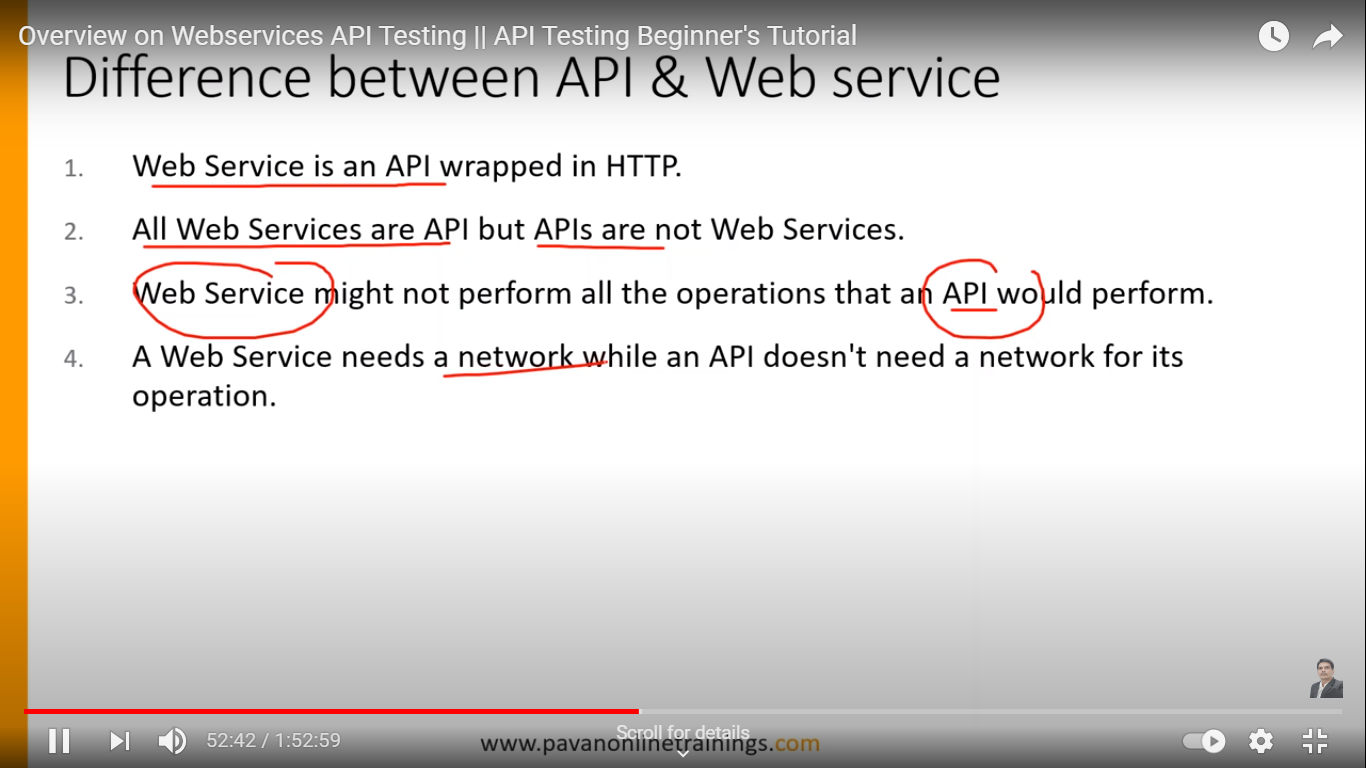 Overview on Webservices API Testing || API Testing Beginner's Tutorial
Difference between API & Web service
1. Web Service is an API wrapped in HTTP.
2. All Web Services are API but APIs are not Web Services.
3. Web Service might not perform all the operations that an API would perform.
4. A Web Service needs a network while an API doesn't need a network for its
operation.
Scroll for details
52:42 / 1:52:59
www.pavanonlinetrainings.com